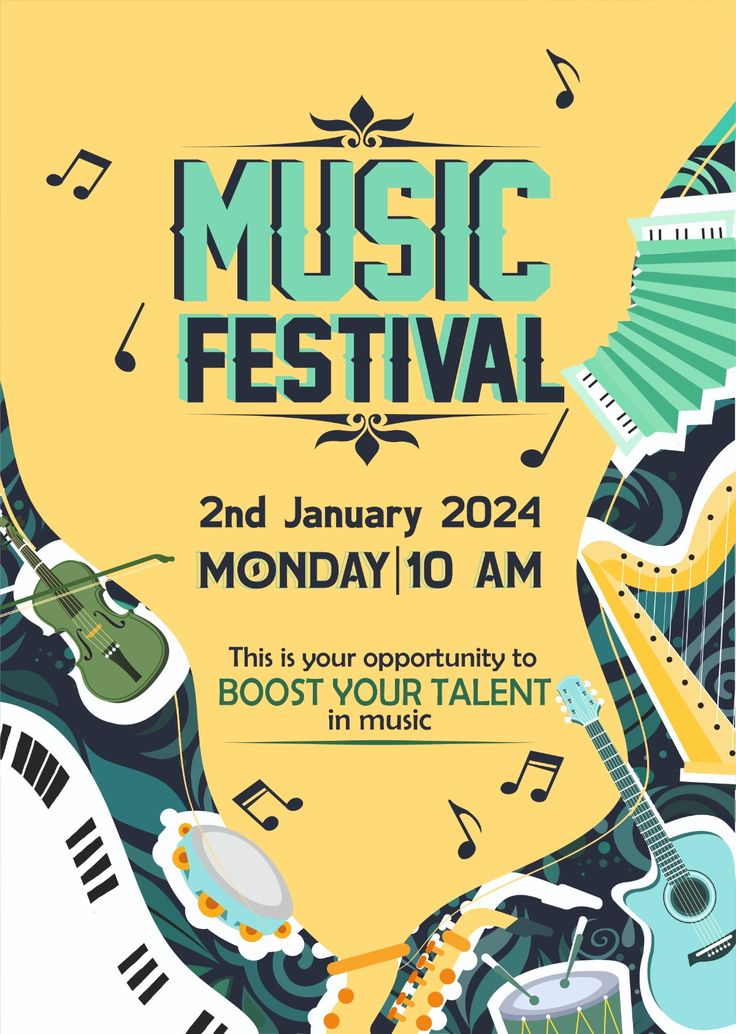 MUSIC
FESTIVAL
2nd January 2024
MONDAY|10 AM
This is your opportunity to
BOOST YOUR TALENT
in music